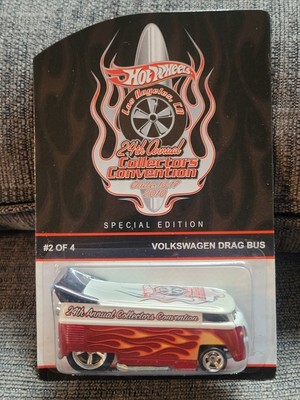 Hot Wheels
Los Angeles, CA
24th Annual
Collectors
Convention
SPECIAL EDITION
#2 OF 4
VOLKSWAGEN DRAG BUS
24th Annual Collectors Convention